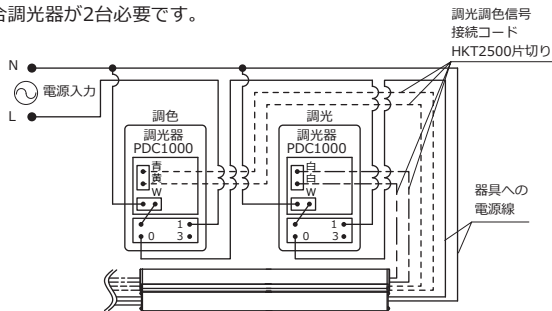 合調光器が2台必要です。
調光調色信号
接続コード
HKT2500片切り
N
電源入力
L
調色
調光器
PDC1000
青
黄
W
1
0
3
調光
調光器
PDC1000
白
白
W
1
0
3
器具への
電源線